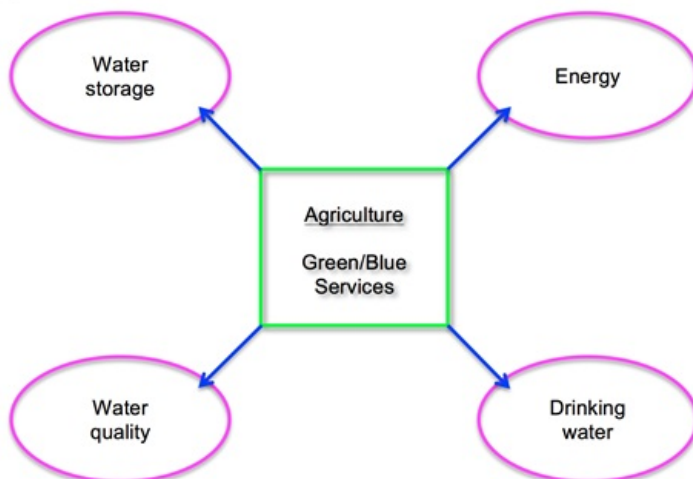 Water
storage
Energy
Agriculture
Green/Blue
Services
Water
quality
Drinking
water